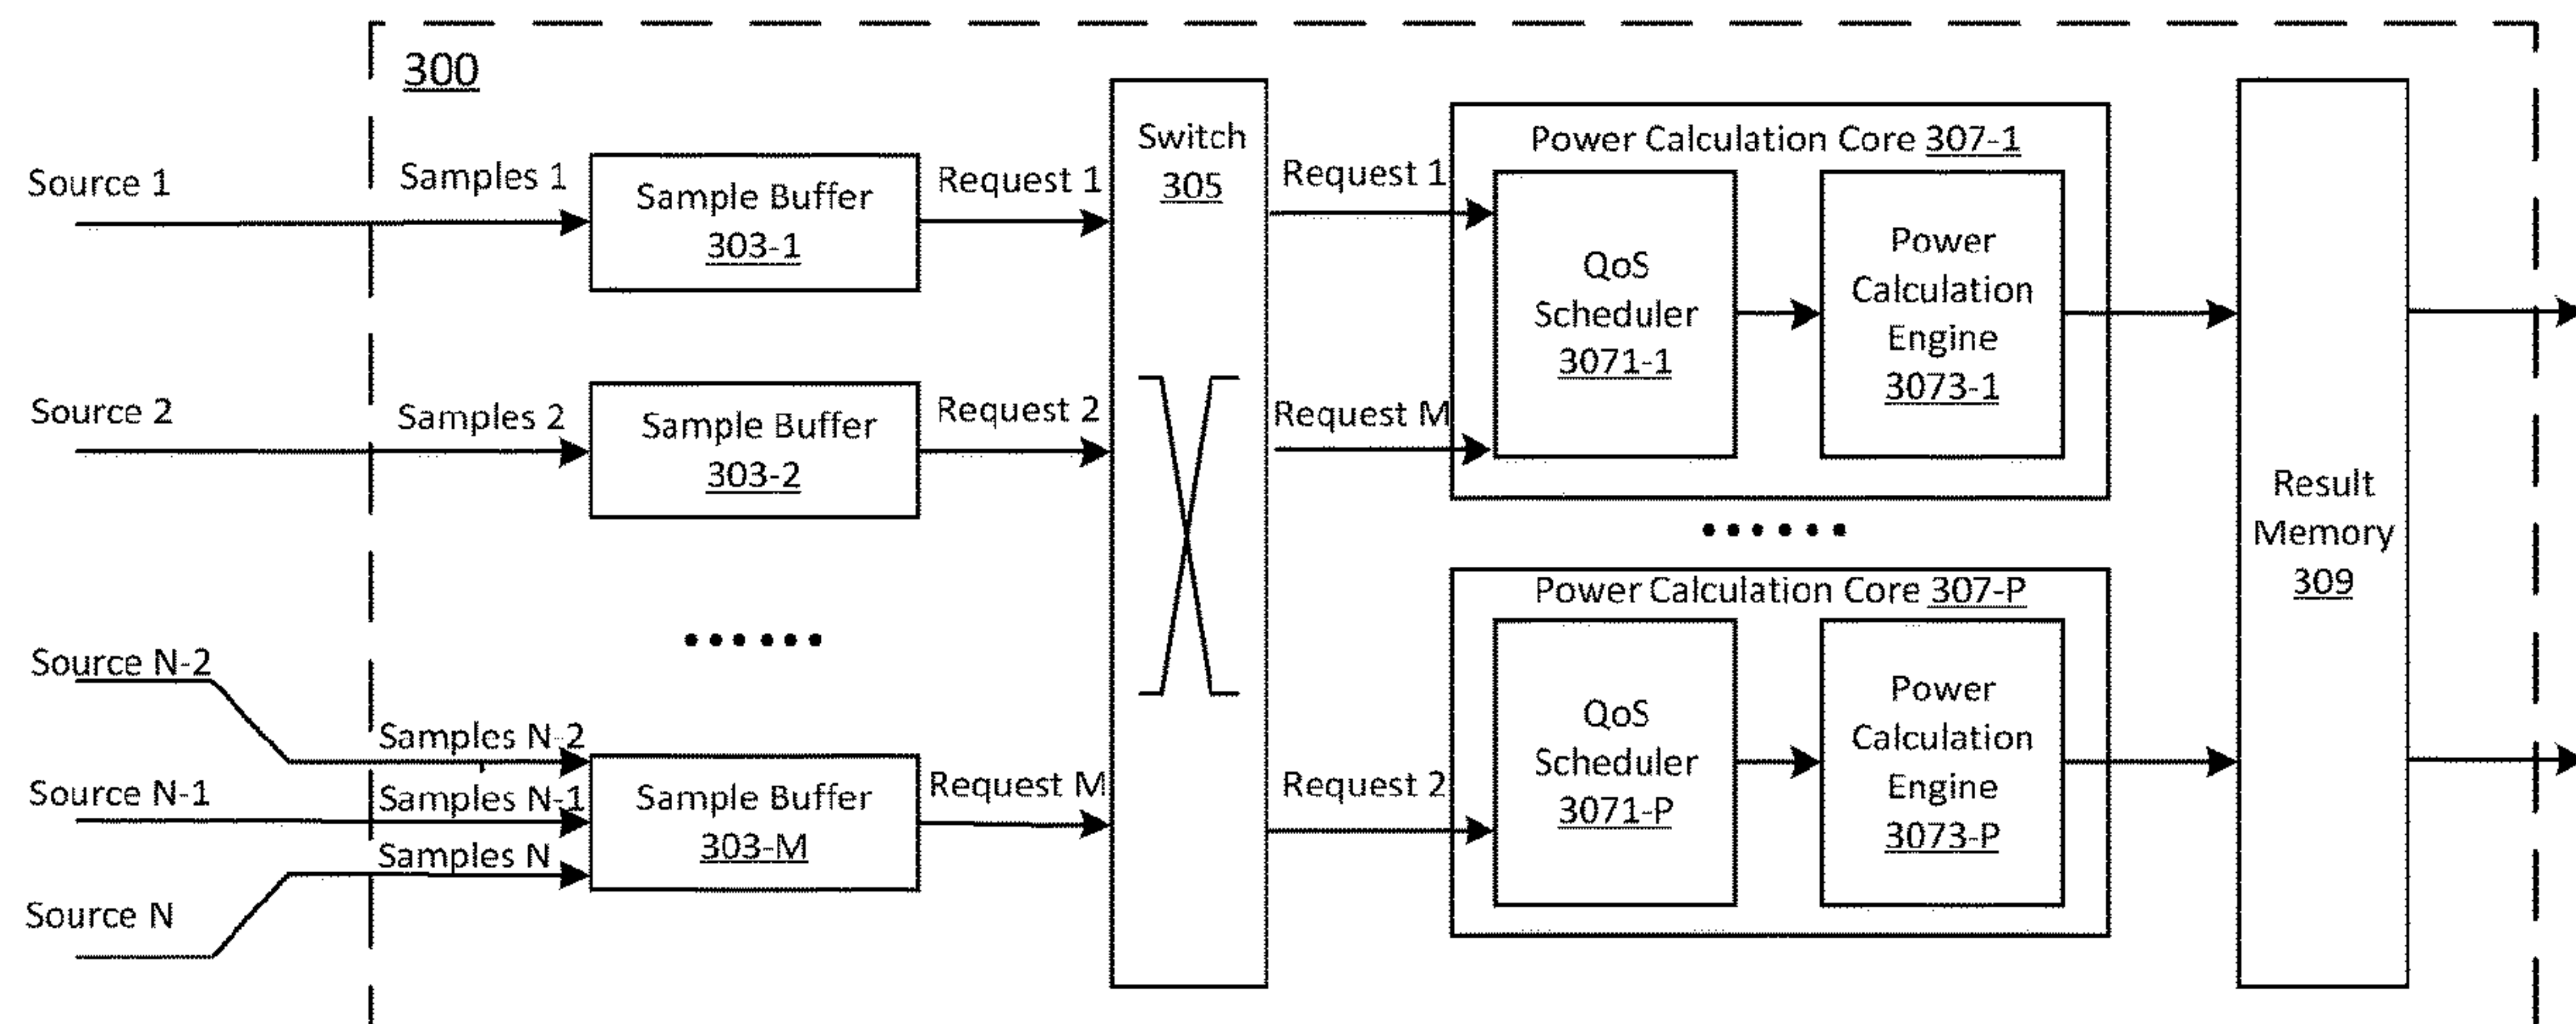 300
Source 1
Samples 1
Sample Buffer
303-1
Request 1
Switch
305
Request 1
Power Calculation Core 307-1
QoS
Scheduler
3071-1
Power
Calculation
Engine
3073-1
Source 2
Samples 2
Sample Buffer
303-2
Request 2
Request M
Result
Memory
309
Source N-2
Samples N-2
Source N-1
Samples N-1
Source N
Samples N
Sample Buffer
303-M
Request M
Request 2
Power Calculation Core 307-P
QoS
Scheduler
3071-P
Power
Calculation
Engine
3073-P